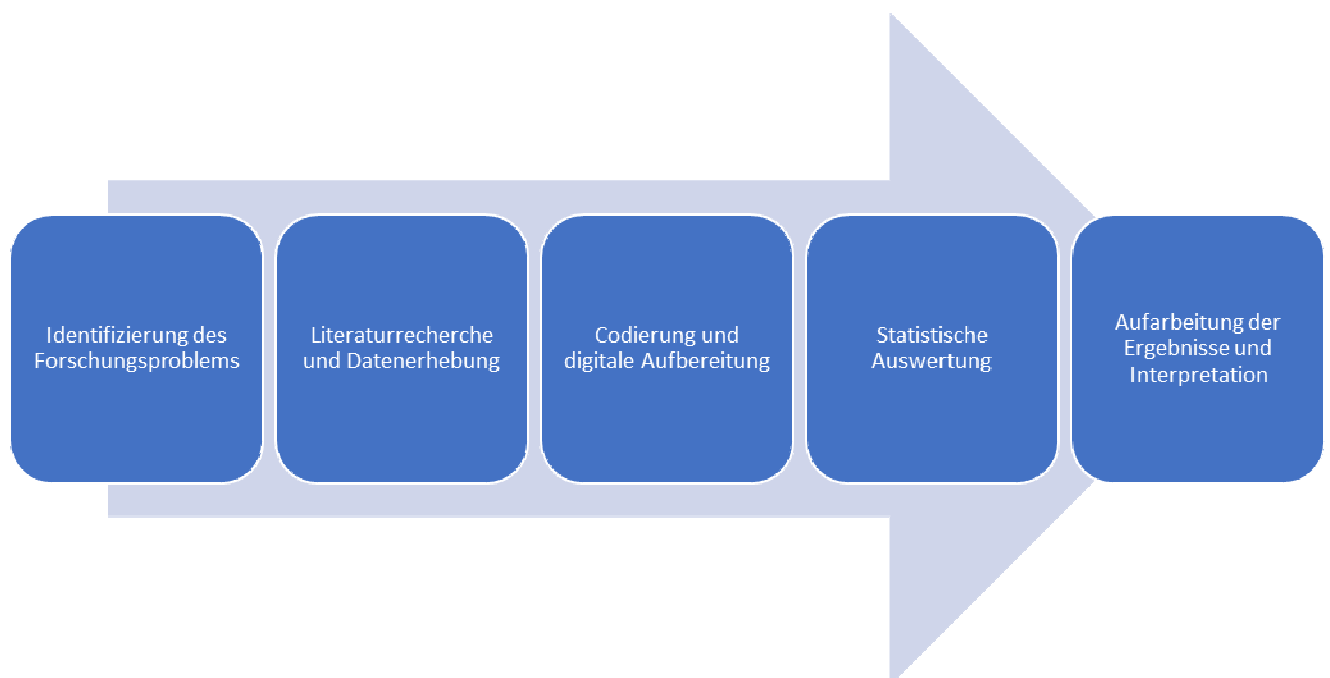 Identifizierung des
Forschungsproblems
Literaturrecherche
und Datenerhebung
Codierung und
digitale Aufbereitung
Statistische
Auswertung
Aufarbeitung der
Ergebnisse und
Interpretation